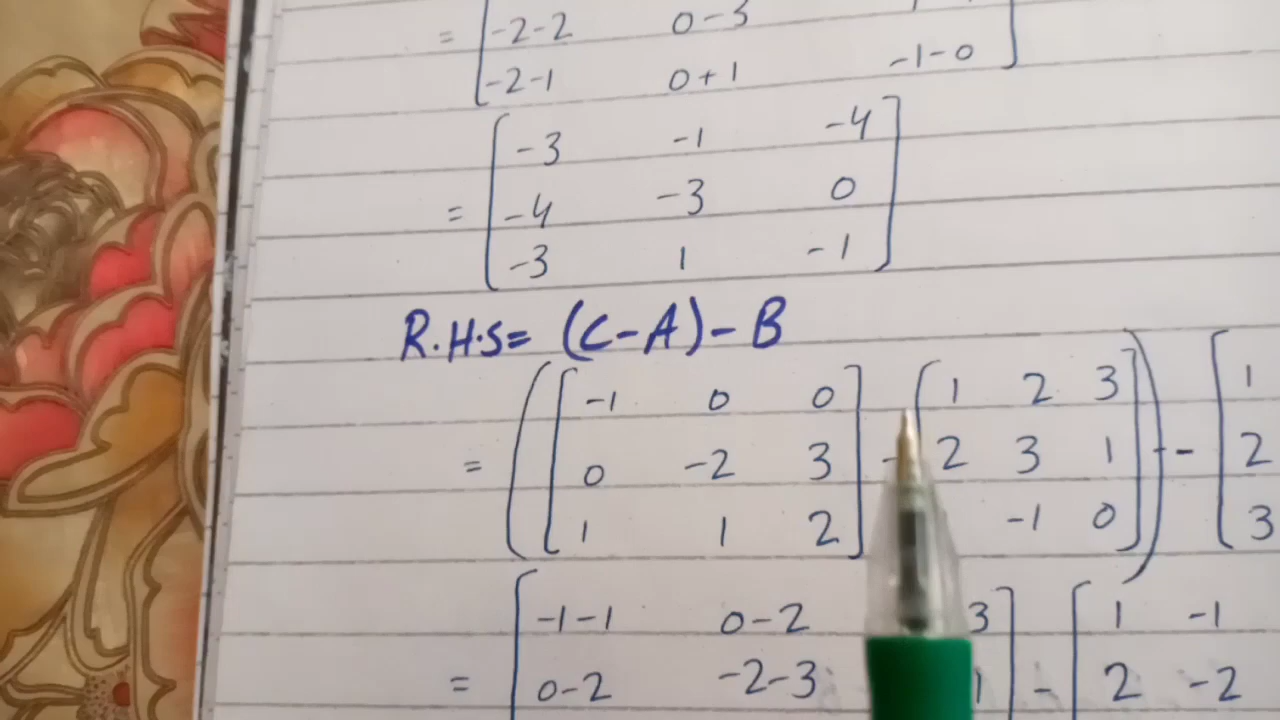 = -2-2 0-3
-2-1 0+1 -1-0
-3 -1 -4
= -4 -3 0
-3 1 -1
R.H.S= (C-A)-B
-1 0 0 1 2 3 1
= ( [ 0 -2 3 ] - [ 2 3 1 ] ) - [ 2
1 1 2 -1 0 3
-1-1 0-2 3 1 -1
= 0-2 -2-3 1 - 2 -2